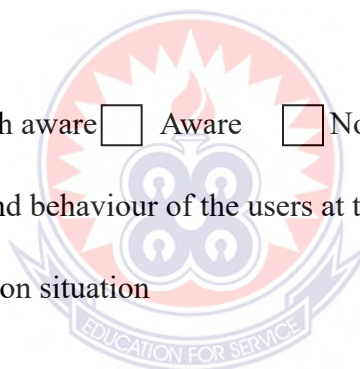 h aware Aware No
nd behaviour of the users at t
on situation
EDUCATION FOR SERVICE